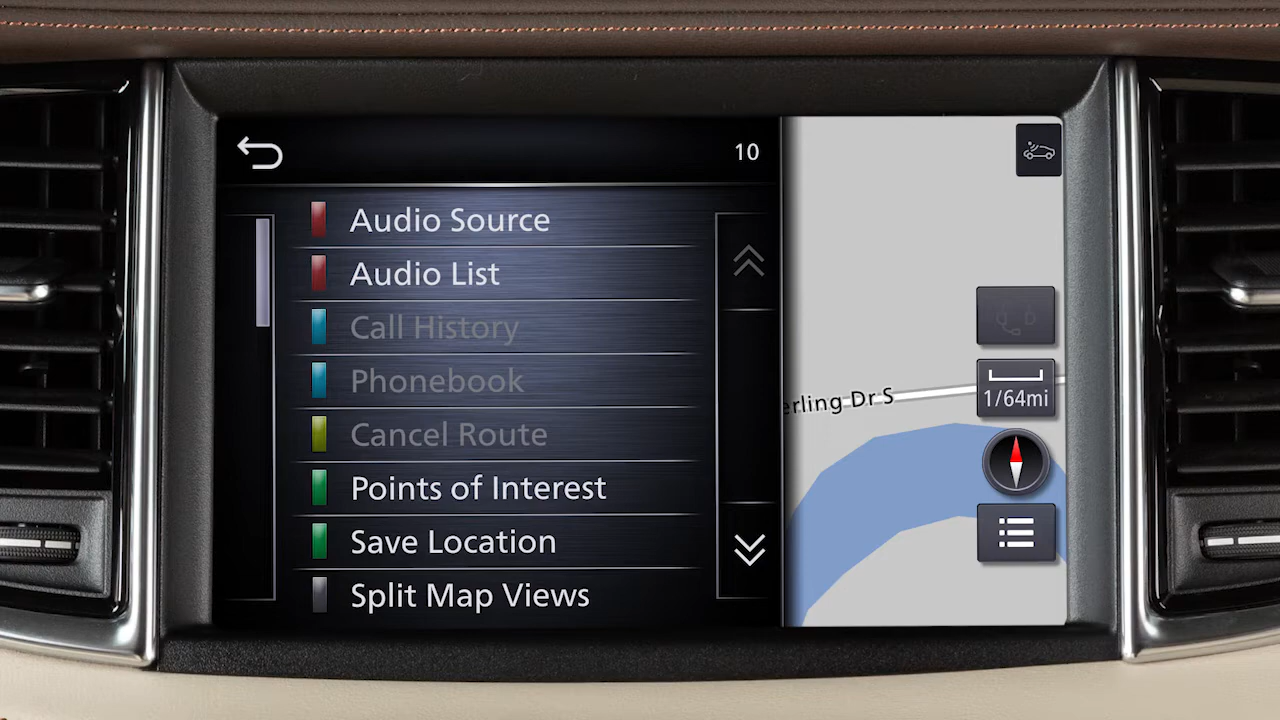 10
Audio Source
Audio List
Call History
Phonebook
Cancel Route
Points of Interest
Save Location
Split Map Views
erling Dr S
1/64mi